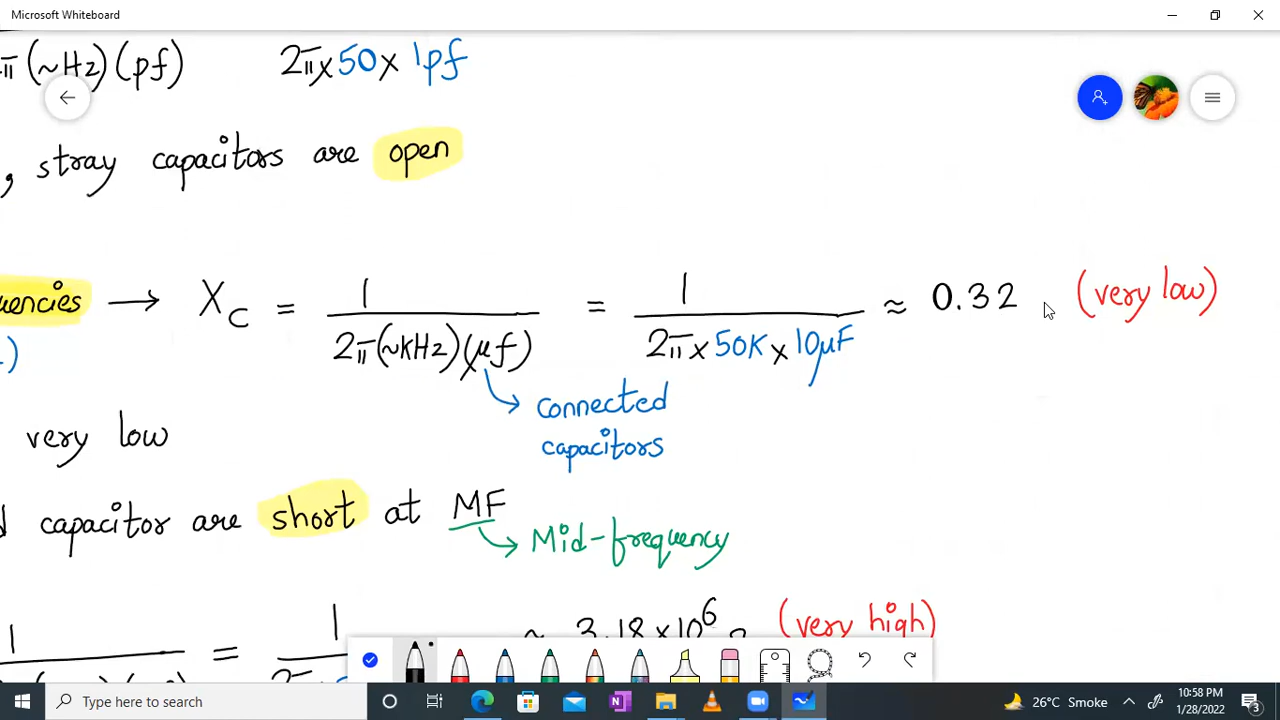 Microsoft Whiteboard
π(~Hz)(pf) 2π×50×1pf
, stray capacitors are open
uencies → XC = 1 / 2π(~kHz)(μf) = 1 / 2π×50K×10μF ≈ 0.32 (very low)
connected
capacitors
very low
capacitor are short at MF
Mid-frequency
1 = 1 ≈ 3.18×10⁶ (very high)
Type here to search
26°C Smoke
10:58 PM
1/28/2022
3